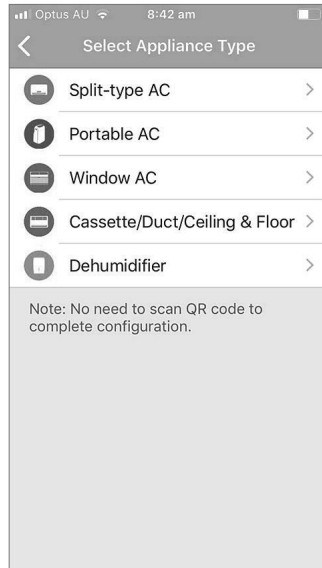 Optus AU 8:42 am
Select Appliance Type
Split-type AC
Portable AC
Window AC
Cassette/Duct/Ceiling & Floor
Dehumidifier
Note: No need to scan QR code to
complete configuration.